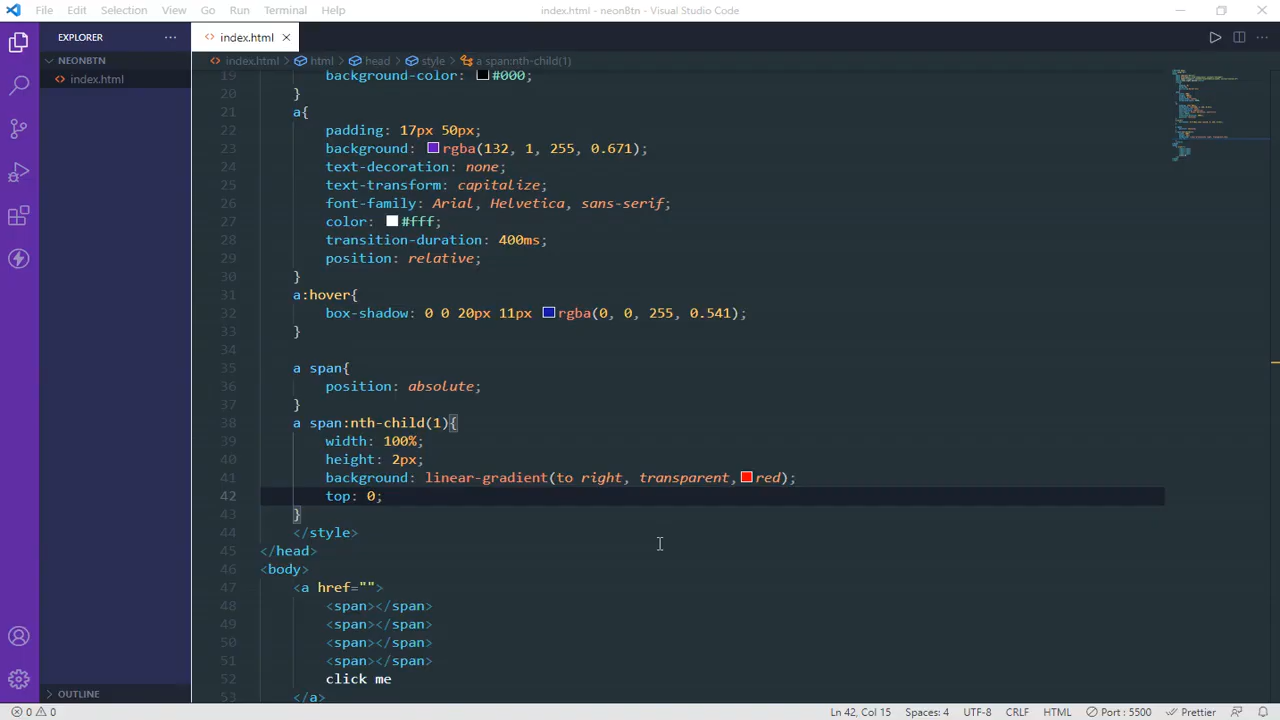 File Edit Selection View Go Run Terminal Help index.html - neonBtn - Visual Studio Code
EXPLORER
NEONBTN
index.html
index.html
index.html html head style a span:nth-child(1)
19 background-color: #000;
20 }
21 a{
22 padding: 17px 50px;
23 background: rgba(132, 1, 255, 0.671);
24 text-decoration: none;
25 text-transform: capitalize;
26 font-family: Arial, Helvetica, sans-serif;
27 color: #fff;
28 transition-duration: 400ms;
29 position: relative;
30 }
31 a:hover{
32 box-shadow: 0 0 20px 11px rgba(0, 0, 255, 0.541);
33 }
34
35 a span{
36 position: absolute;
37 }
38 a span:nth-child(1){
39 width: 100%;
40 height: 2px;
41 background: linear-gradient(to right, transparent, red);
42 top: 0;
43 }
44 </style>
45 </head>
46 <body>
47 <a href="">
48 <span></span>
49 <span></span>
50 <span></span>
51 <span></span>
52 click me
53 </a>
OUTLINE
0 0 Ln 42, Col 15 Spaces: 4 UTF-8 CRLF HTML Port : 5500 Prettier